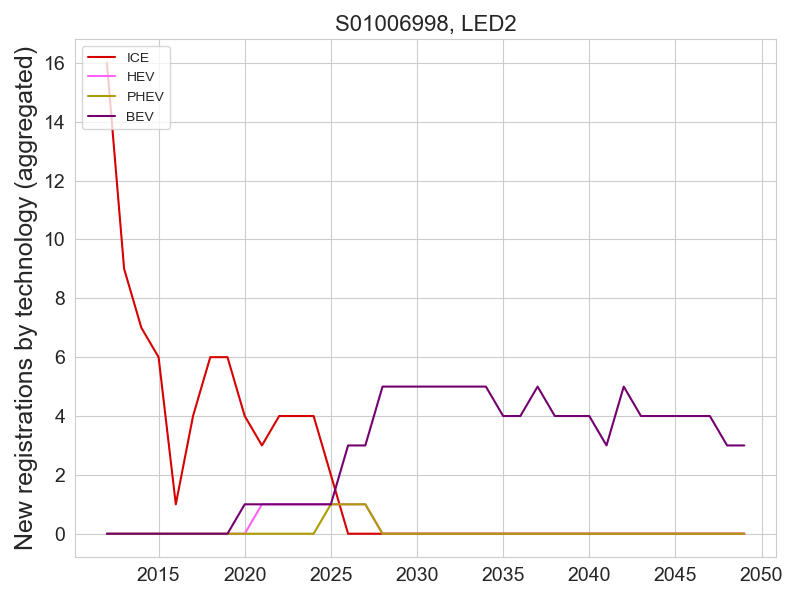 S01006998, LED2
New registrations by technology (aggregated)
ICE
HEV
PHEV
BEV
16
14
12
10
8
6
4
2
0
2015 2020 2025 2030 2035 2040 2045 2050